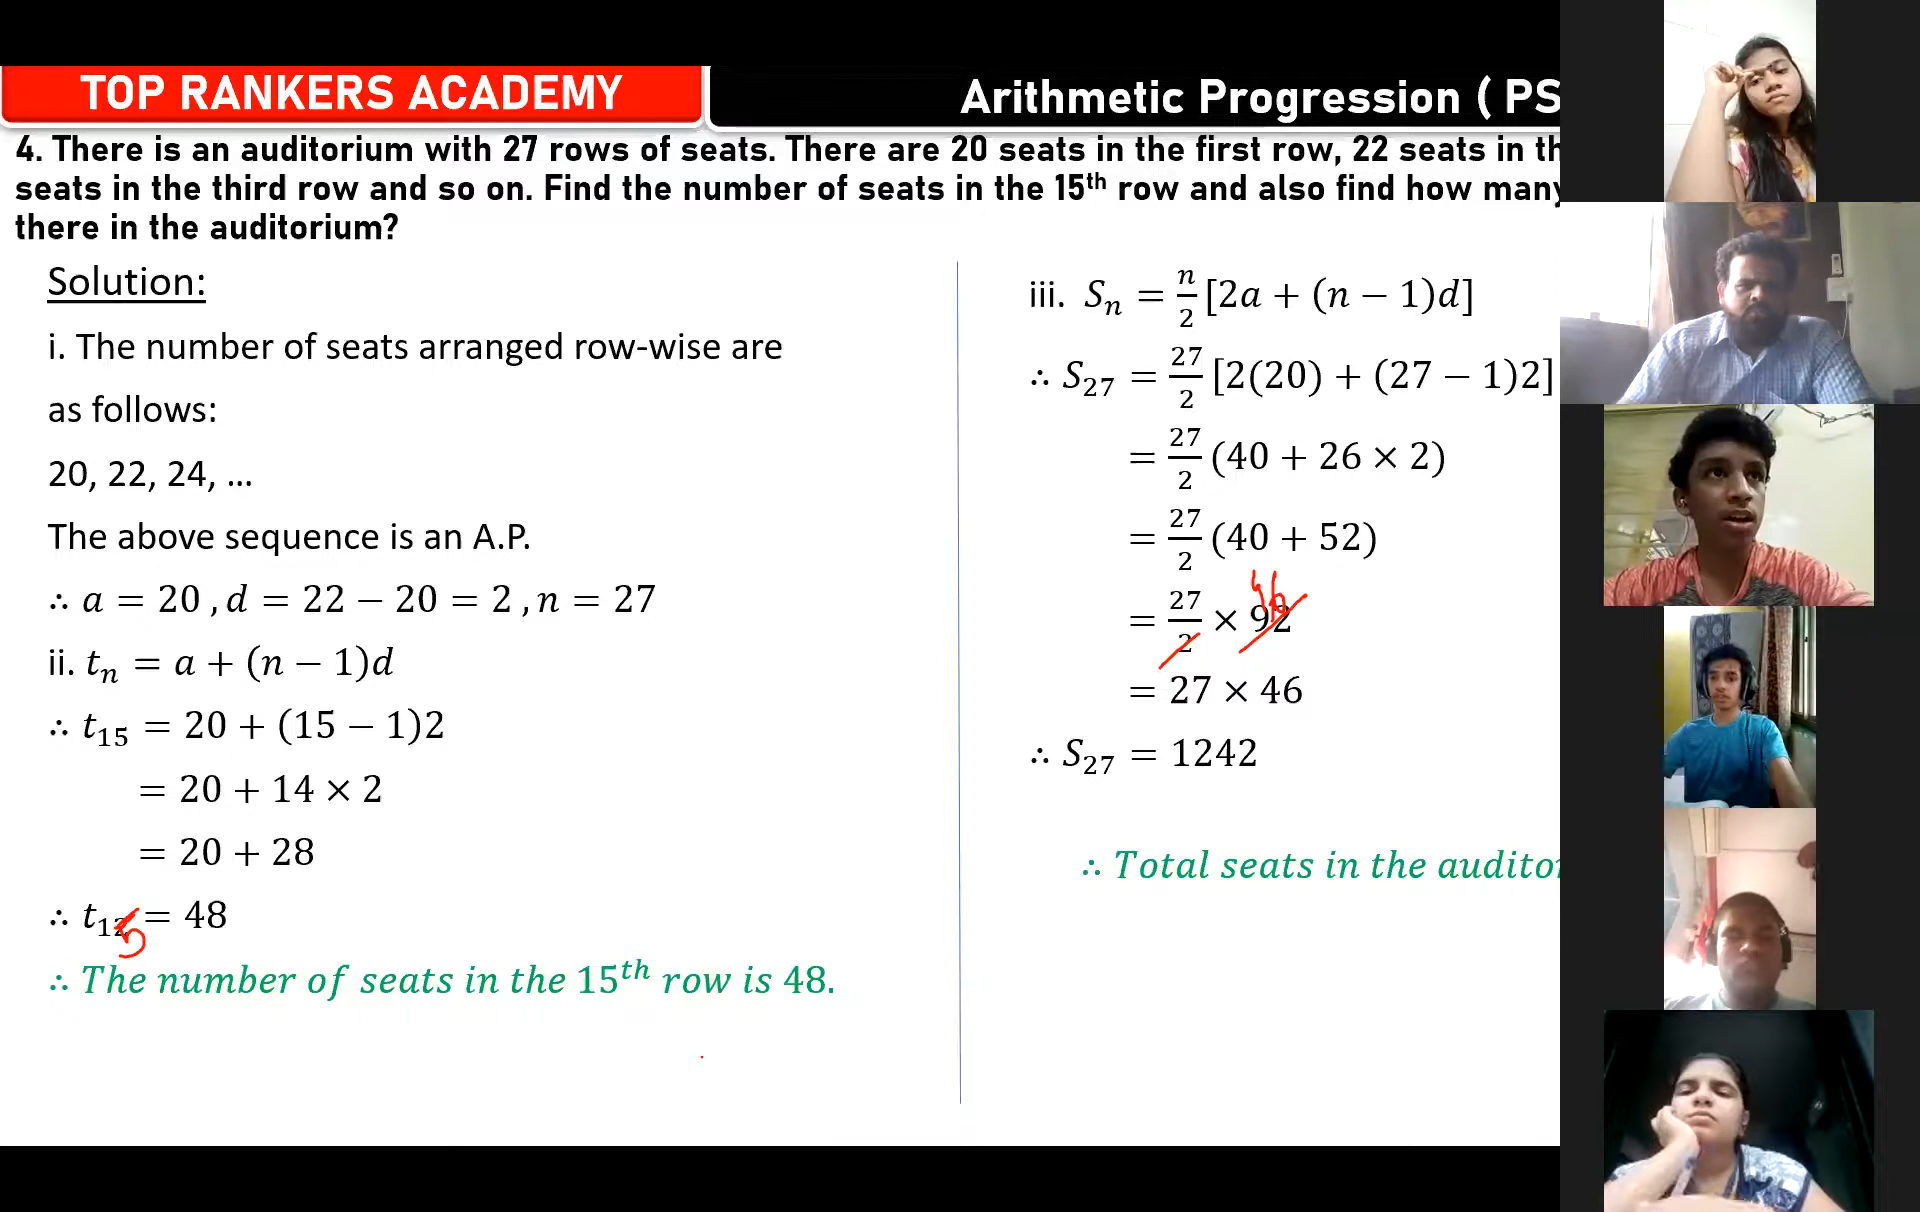 TOP RANKERS ACADEMY
Arithmetic Progression ( PS
4. There is an auditorium with 27 rows of seats. There are 20 seats in the first row, 22 seats in th
seats in the third row and so on. Find the number of seats in the 15th row and also find how many
there in the auditorium?
Solution:
i. The number of seats arranged row-wise are
as follows:
20, 22, 24, ...
The above sequence is an A.P.
∴ a = 20 , d = 22 − 20 = 2 , n = 27
ii. tₙ = a + (n − 1)d
∴ t₁₅ = 20 + (15 − 1)2
= 20 + 14 × 2
= 20 + 28
∴ t₁₅ = 48
∴ The number of seats in the 15th row is 48.
iii. Sₙ = n/2 [2a + (n − 1)d]
∴ S₂₇ = 27/2 [2(20) + (27 − 1)2]
= 27/2 (40 + 26 × 2)
= 27/2 (40 + 52)
46
= 27/2 × 92
= 27 × 46
∴ S₂₇ = 1242
∴ Total seats in the auditor